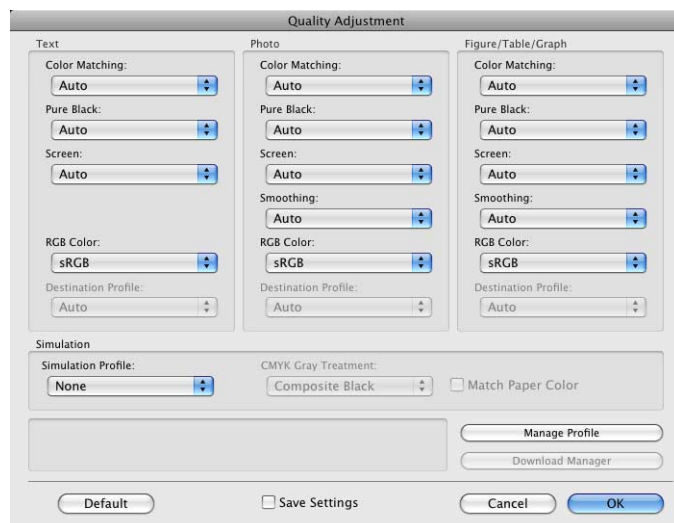 Quality Adjustment
Text
Color Matching:
Auto
Pure Black:
Auto
Screen:
Auto
RGB Color:
sRGB
Destination Profile:
Auto
Photo
Color Matching:
Auto
Pure Black:
Auto
Screen:
Auto
Smoothing:
Auto
RGB Color:
sRGB
Destination Profile:
Auto
Figure/Table/Graph
Color Matching:
Auto
Pure Black:
Auto
Screen:
Auto
Smoothing:
Auto
RGB Color:
sRGB
Destination Profile:
Auto
Simulation
Simulation Profile:
None
CMYK Gray Treatment:
Composite Black
Match Paper Color
Manage Profile
Download Manager
Default
Save Settings
Cancel
OK